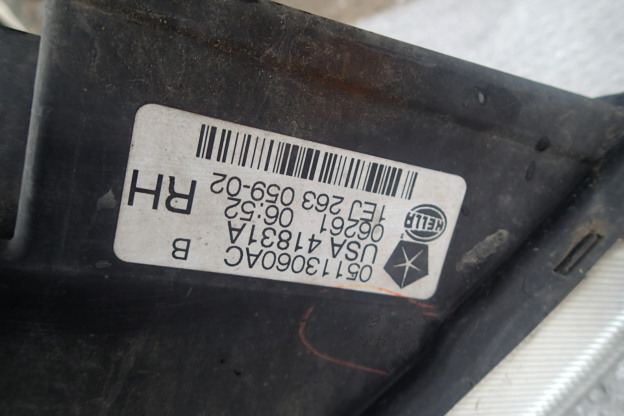 05113060AC B
USA 41831A
06261 06:52 RH
HELLA
1EJ 263 059-02